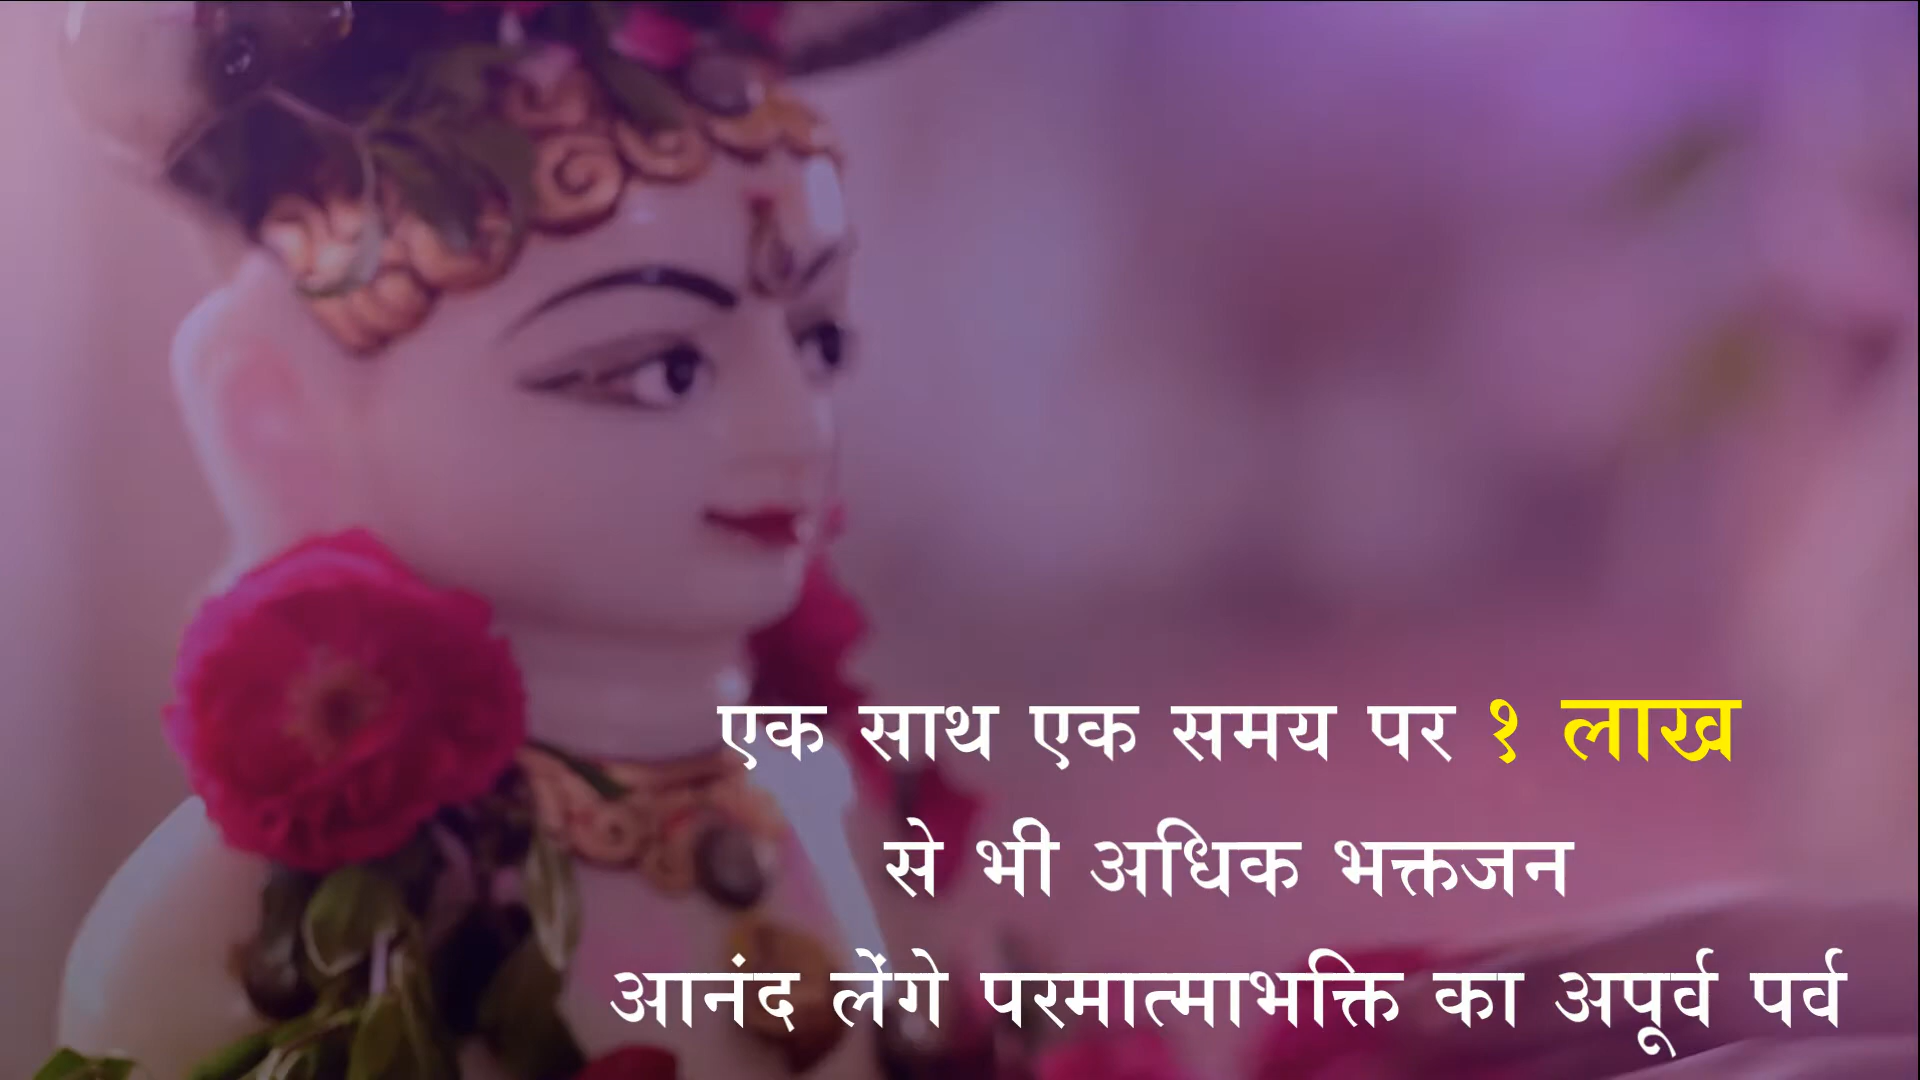 एक साथ एक समय पर १ लाख
से भी अधिक भक्तजन
आनंद लेंगे परमात्माभक्ति का अपूर्व पर्व